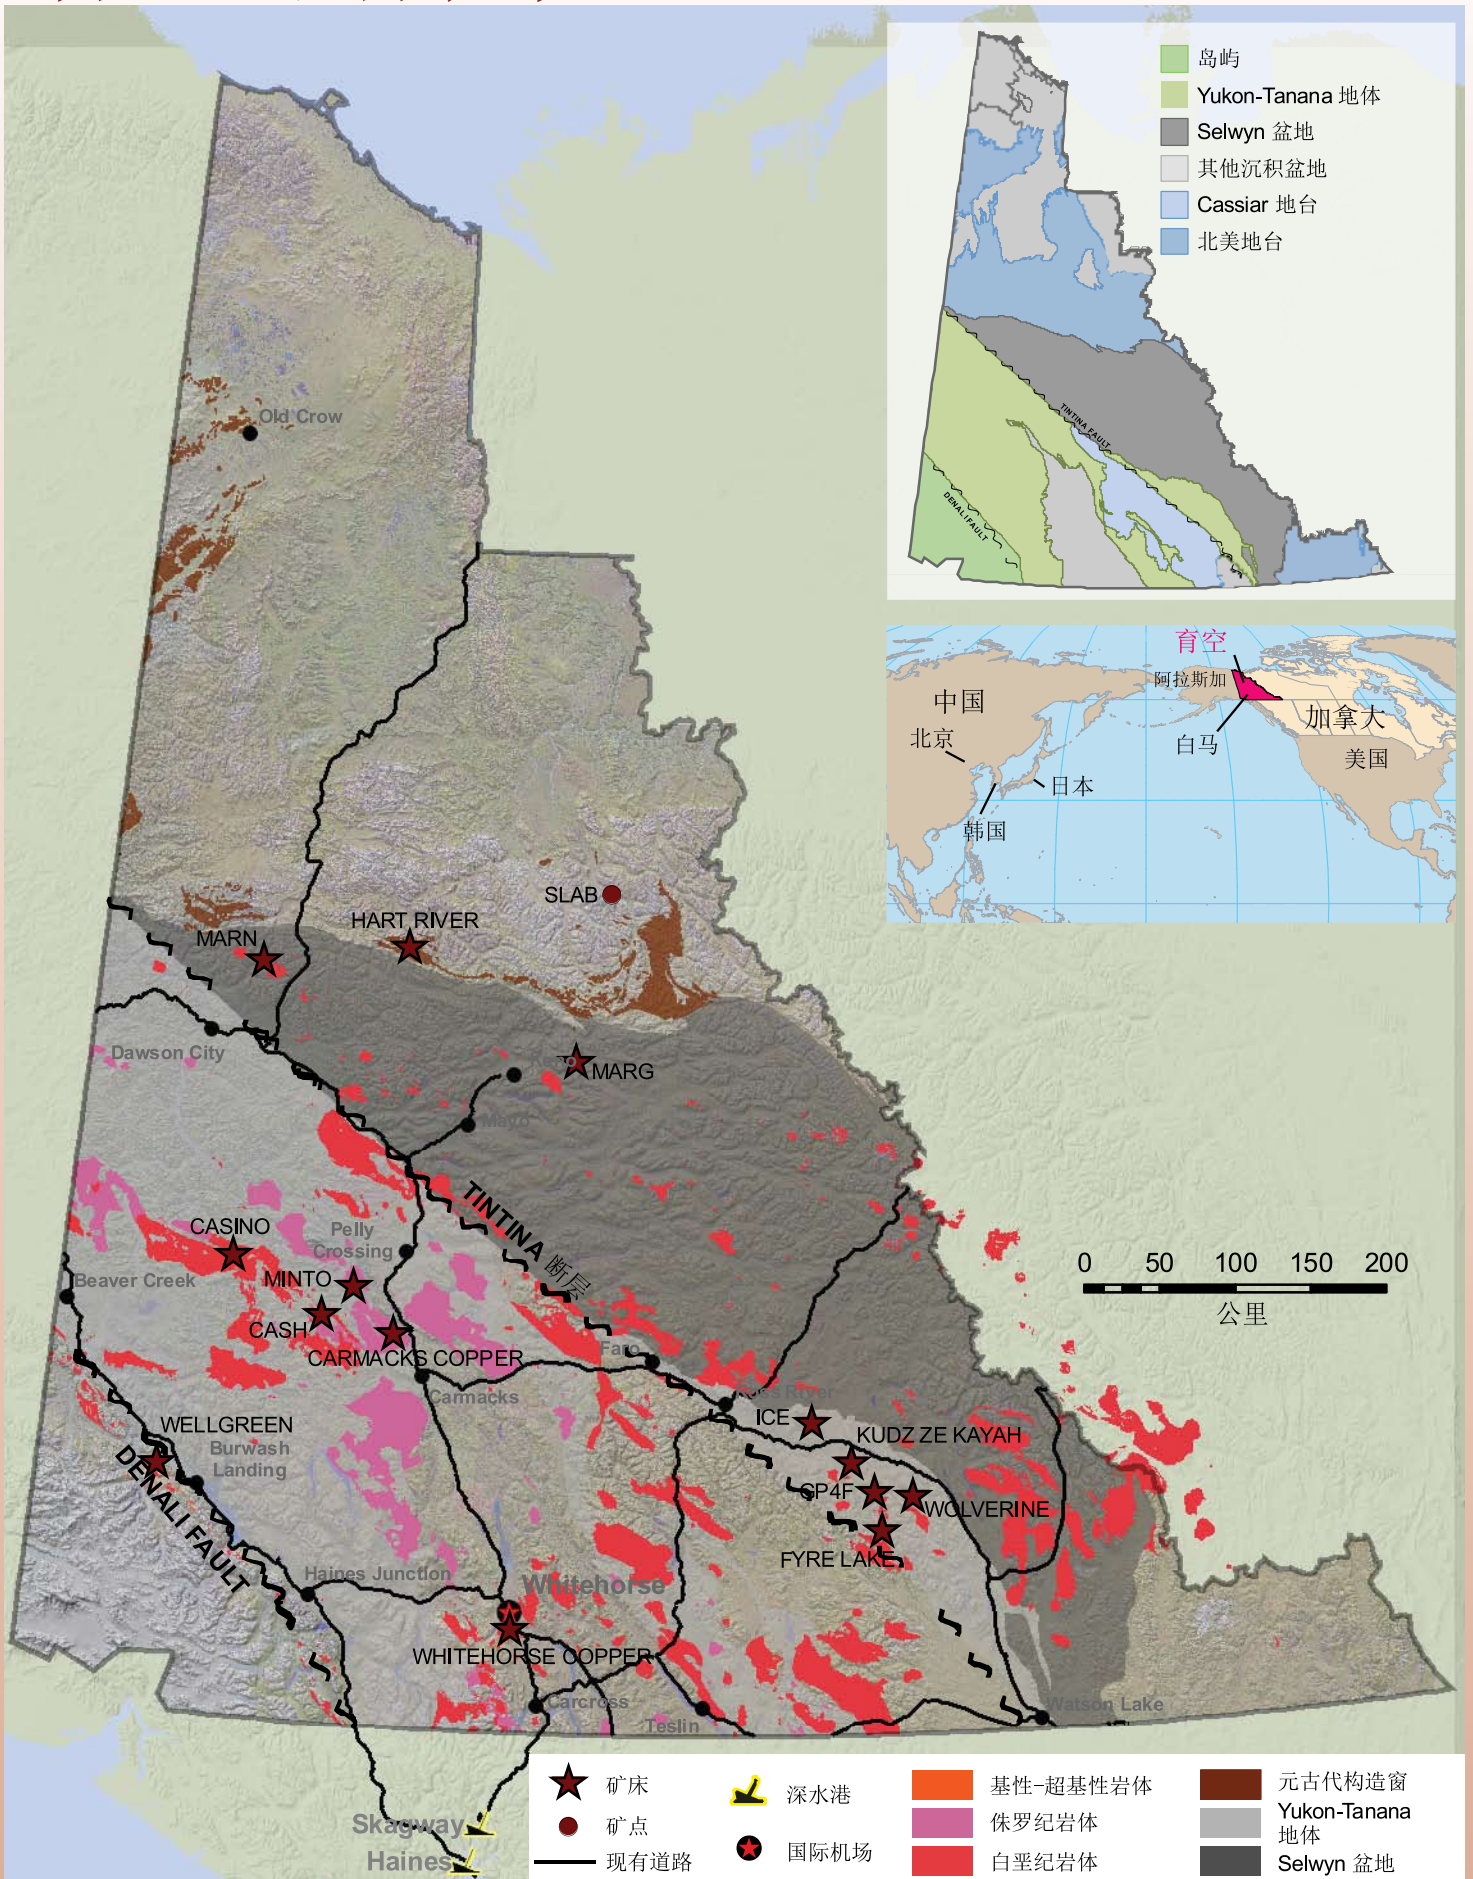 岛屿
Yukon-Tanana 地体
Selwyn 盆地
其他沉积盆地
Cassiar 地台
北美地台
TINTINA FAULT
DENALI FAULT
育空
阿拉斯加
中国
加拿大
北京
白马
美国
日本
韩国
Old Crow
SLAB
HART RIVER
MARN
Dawson City
MARG
Mayo
TINTINA 断层
CASINO
Pelly
Crossing
Beaver Creek
MINTO
CASH
CARMACKS COPPER
Carmacks
Faro
Ross River
ICE
KUDZ ZE KAYAH
GP4F
WOLVERINE
FYRE LAKE
WELLGREEN
Burwash
Landing
DENALI FAULT
Haines Junction
Whitehorse
WHITEHORSE COPPER
Carcross
Teslin
Watson Lake
Skagway
Haines
0 50 100 150 200
公里
矿床
矿点
现有道路
深水港
国际机场
基性-超基性岩体
侏罗纪岩体
白垩纪岩体
元古代构造窗
Yukon-Tanana
地体
Selwyn 盆地